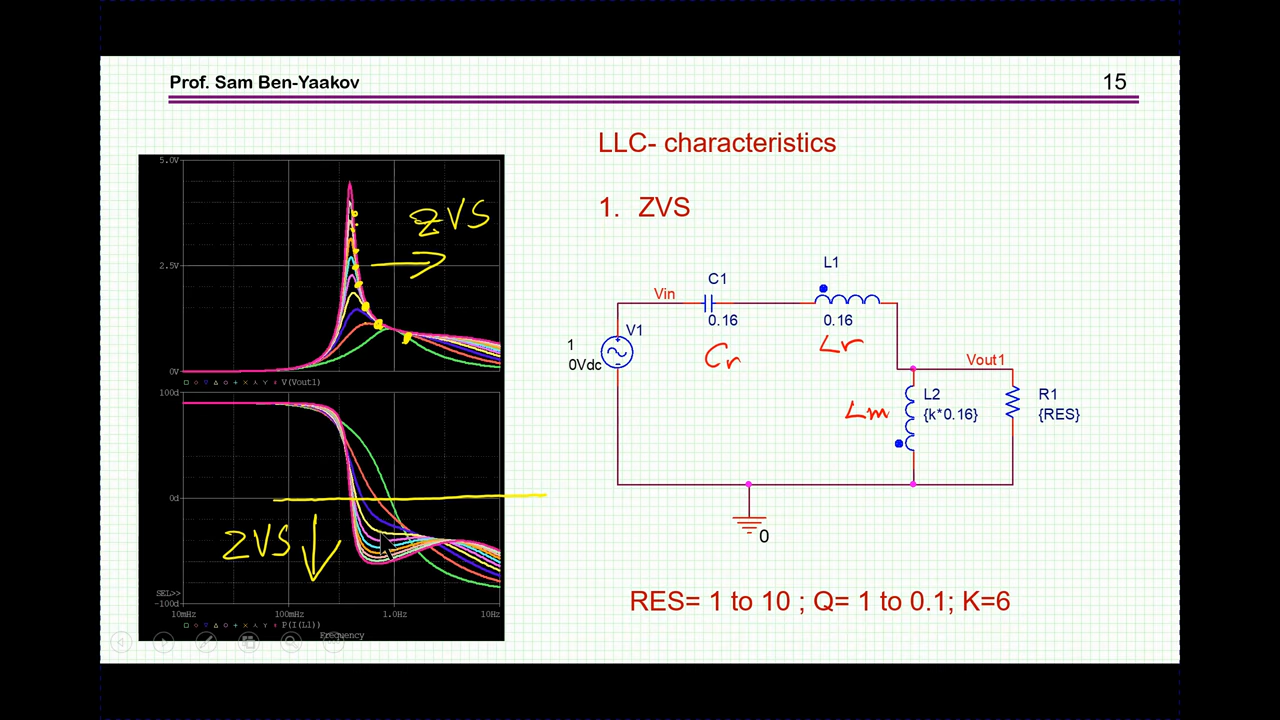 Prof. Sam Ben-Yaakov
15
LLC- characteristics
1. ZVS
5.0V
2.5V
0V
V(Vout1)
ZVS
100d
0d
SEL>>
-100d
10mHz
100mHz
1.0Hz
10Hz
P(I(L1))
Frequency
ZVS
Vin
C1
0.16
Cr
L1
0.16
Lr
V1
1
0Vdc
Vout1
Lm
L2
{k*0.16}
R1
{RES}
0
RES= 1 to 10 ; Q= 1 to 0.1; K=6